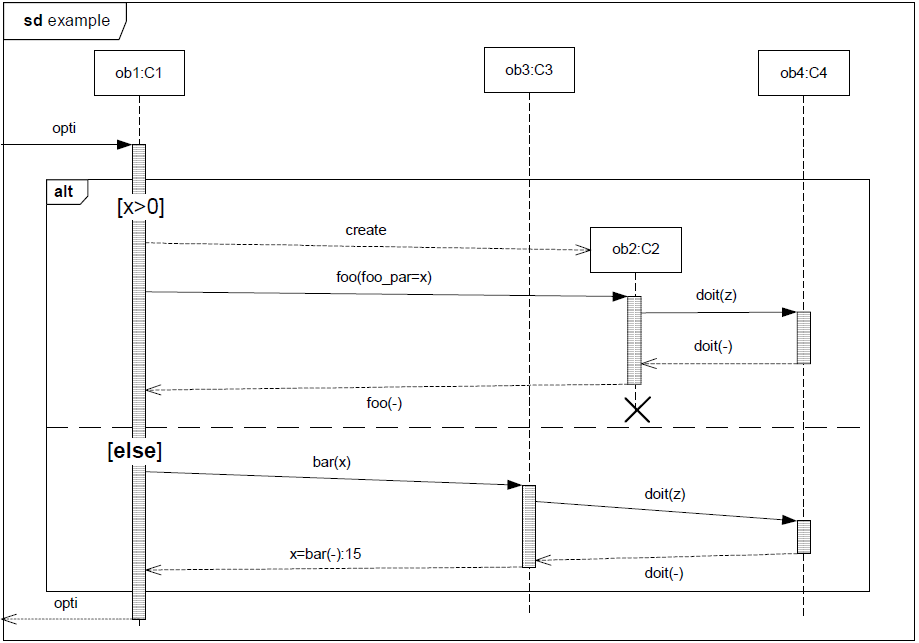 sd example
ob1:C1
ob3:C3
ob4:C4
opti
alt
[x>0]
create
ob2:C2
foo(foo_par=x)
doit(z)
doit(-)
foo(-)
[else]
bar(x)
doit(z)
x=bar(-):15
doit(-)
opti